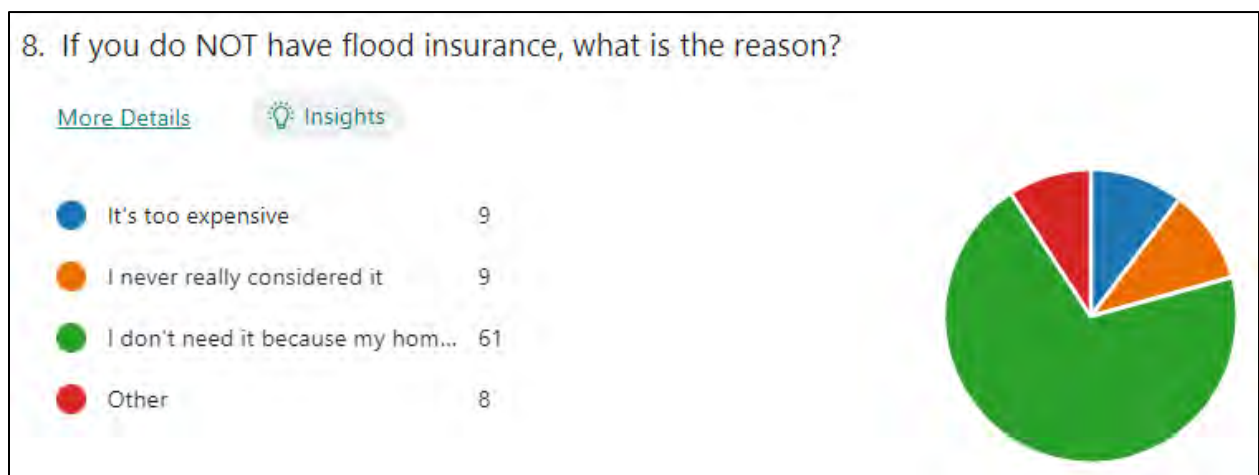 8. If you do NOT have flood insurance, what is the reason?
More Details Insights
It's too expensive 9
I never really considered it 9
I don't need it because my hom... 61
Other 8